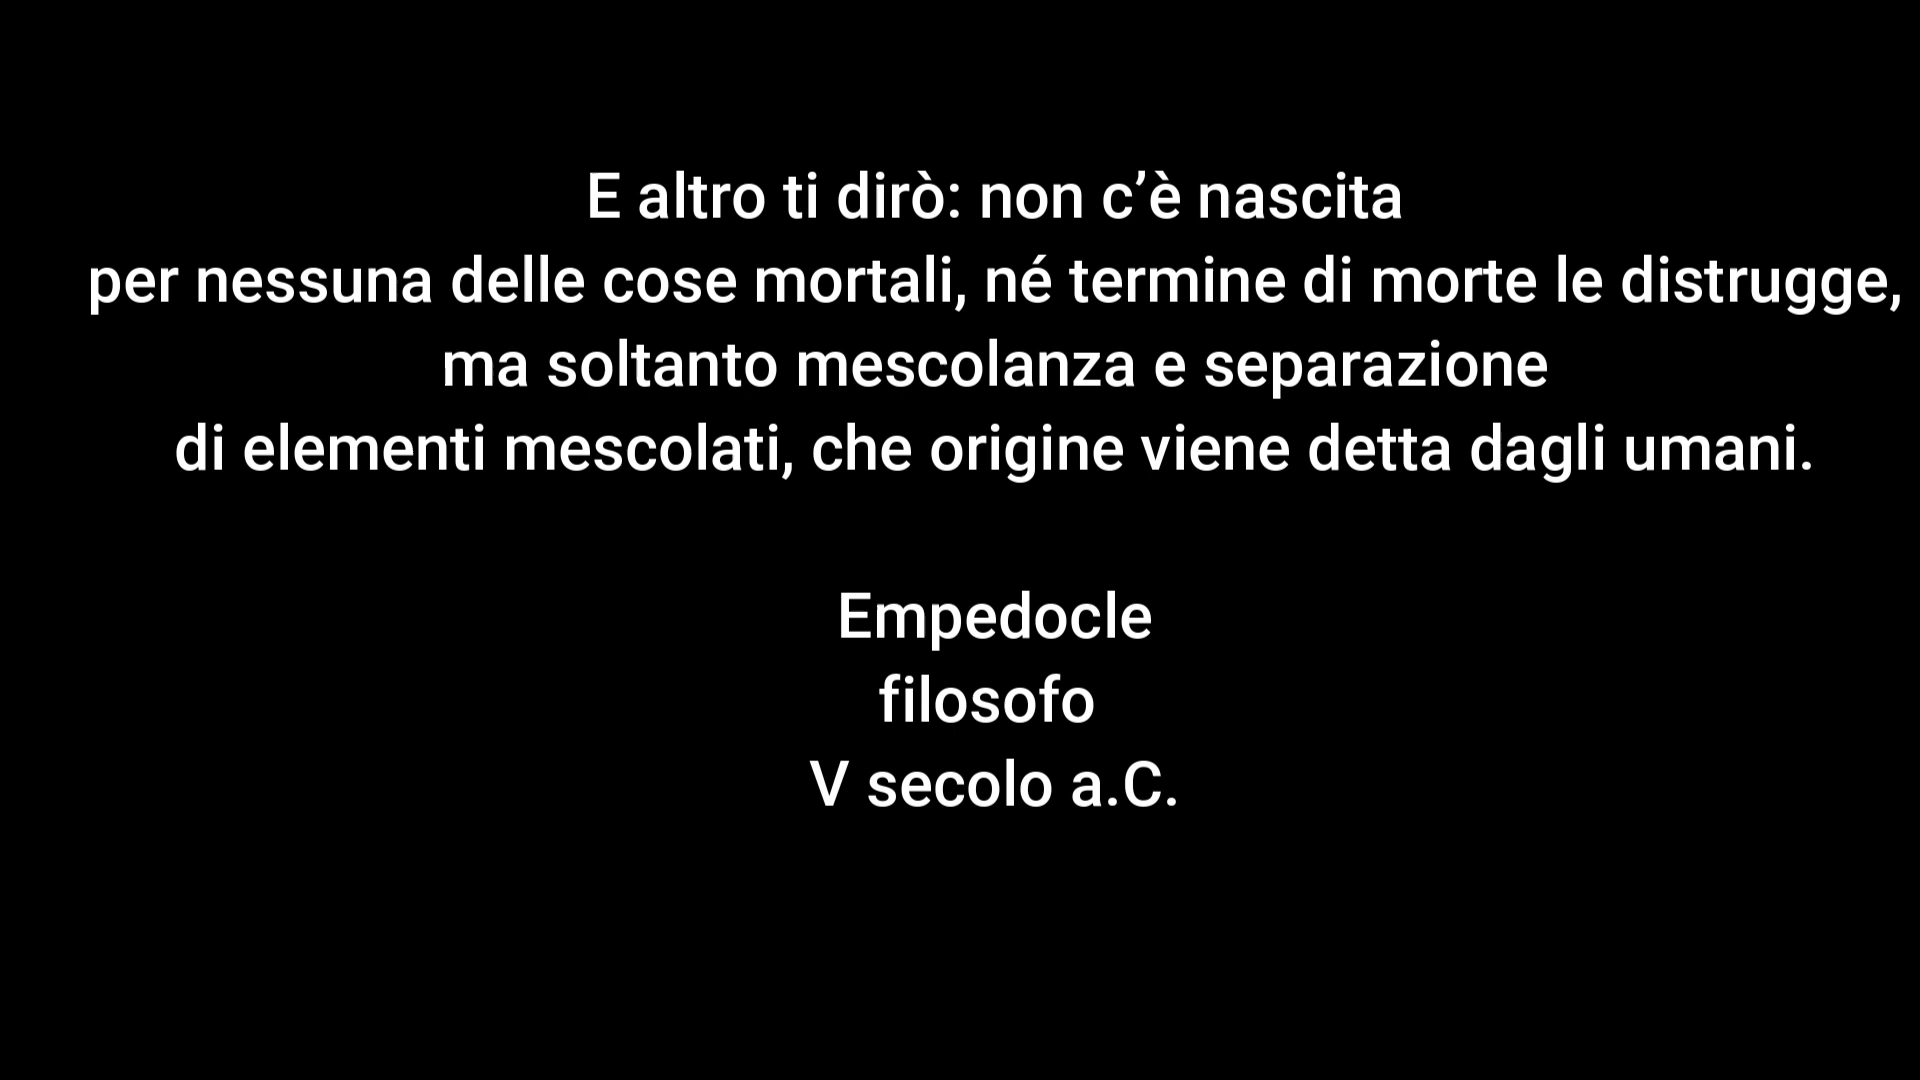 E altro ti dirò: non c’è nascita
per nessuna delle cose mortali, né termine di morte le distrugge,
ma soltanto mescolanza e separazione
di elementi mescolati, che origine viene detta dagli umani.
Empedocle
filosofo
V secolo a.C.